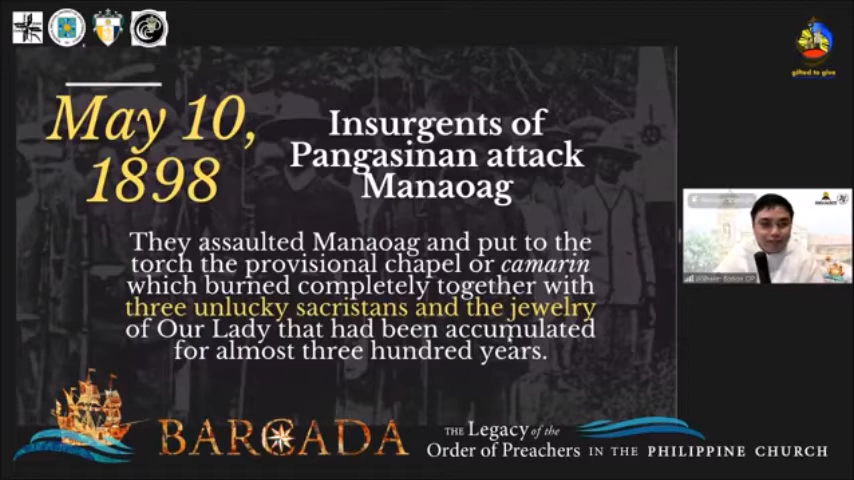 gifted to give
May 10,
1898
Insurgents of
Pangasinan attack
Manaoag
They assaulted Manaoag and put to the
torch the provisional chapel or camarin
which burned completely together with
three unlucky sacristans and the jewelry
of Our Lady that had been accumulated
for almost three hundred years.
BARCADA
THE Legacy of the
Order of Preachers IN THE PHILIPPINE CHURCH